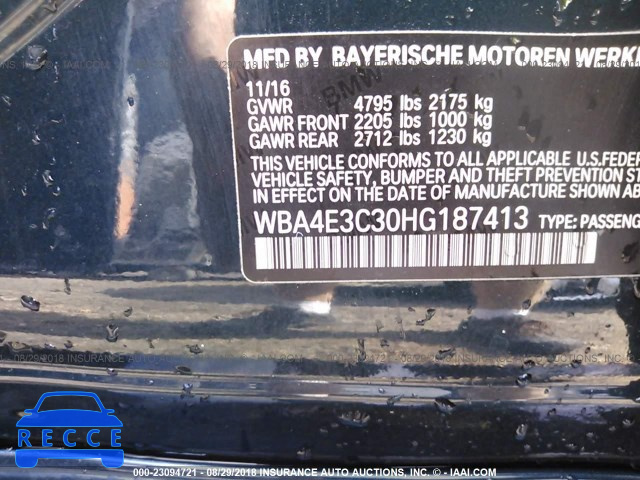 MFD BY BAYERISCHE MOTOREN WERKE
11/16
GVWR 4795 lbs 2175 kg
GAWR FRONT 2205 lbs 1000 kg
GAWR REAR 2712 lbs 1230 kg
THIS VEHICLE CONFORMS TO ALL APPLICABLE U.S.FEDER
VEHICLE SAFETY, BUMPER AND THEFT PREVENTION ST
IN EFFECT ON THE DATE OF MANUFACTURE SHOWN AB
WBA4E3C30HG187413 TYPE: PASSENG
RECCE
000-23094721 - 08/29/2018 INSURANCE AUTO AUCTIONS, INC. - © IAAI.COM